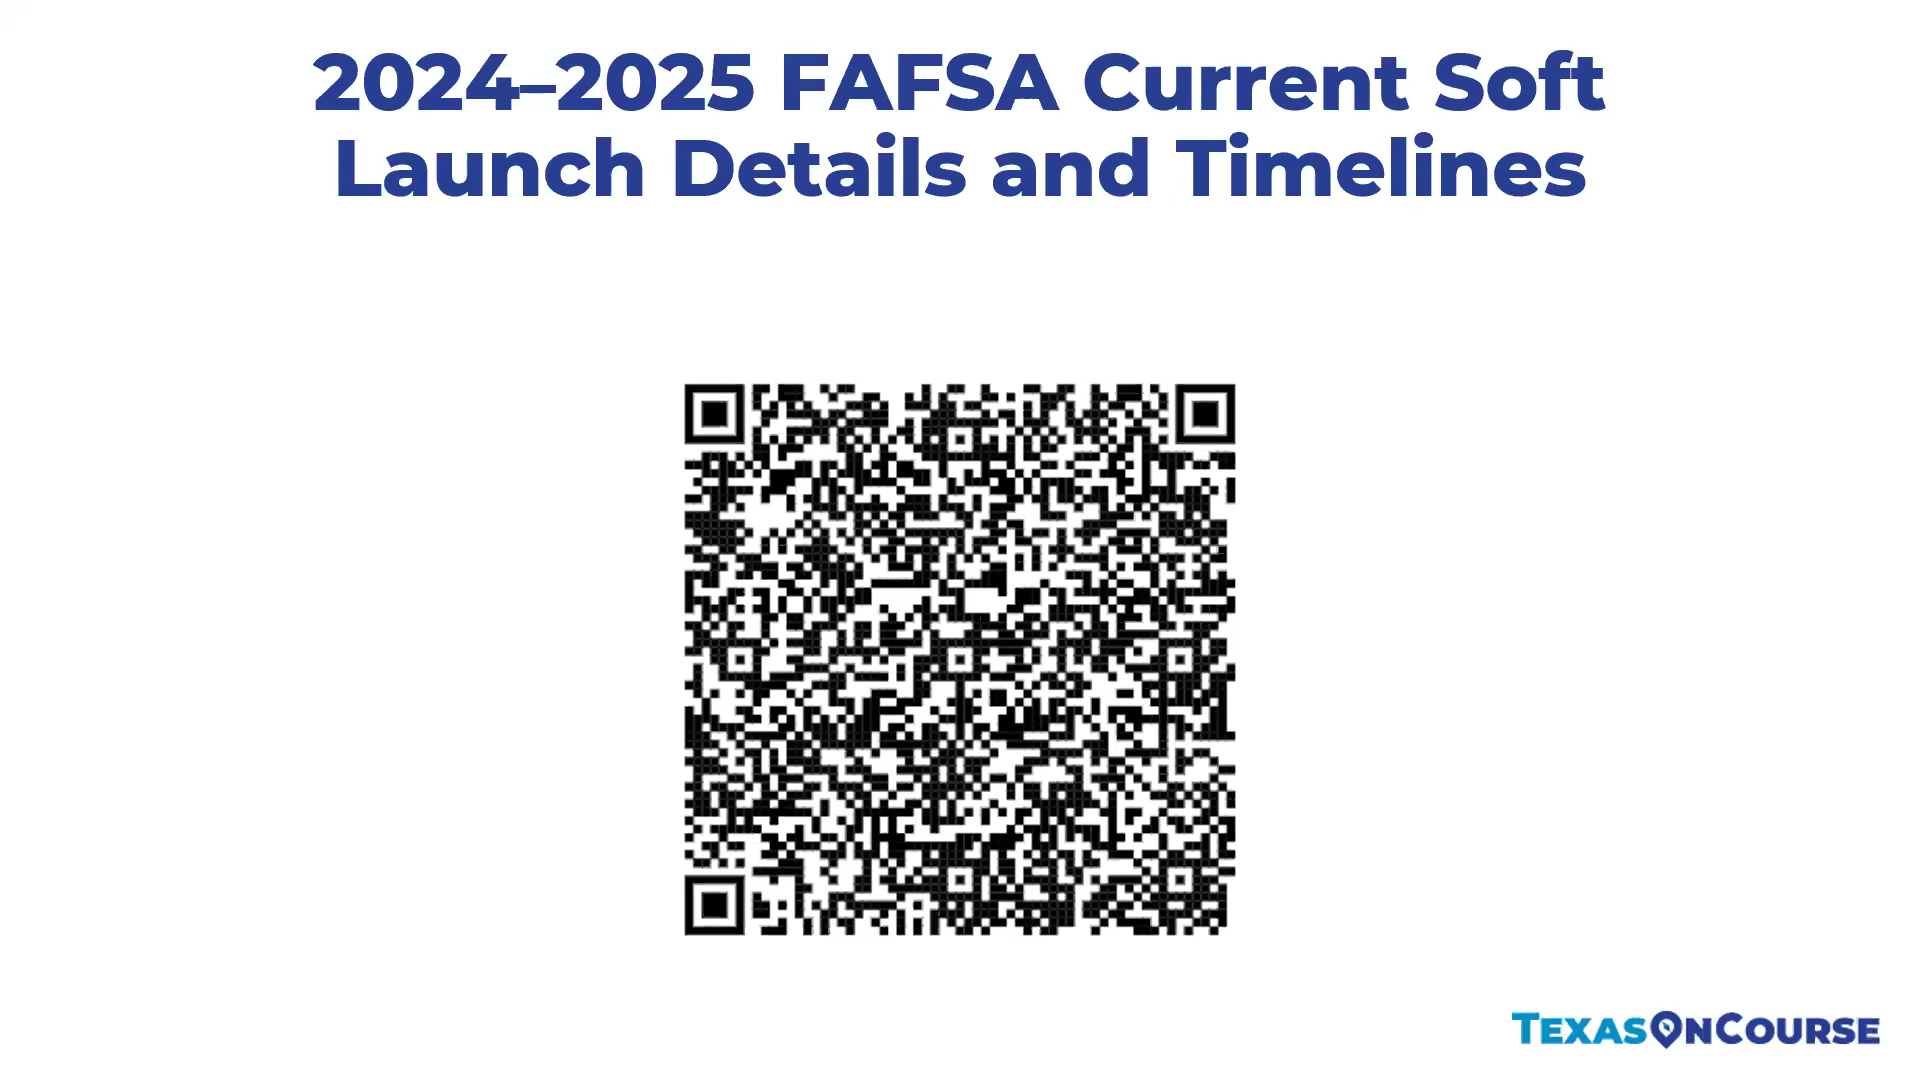 2024–2025 FAFSA Current Soft
Launch Details and Timelines
TEXASONCOURSE